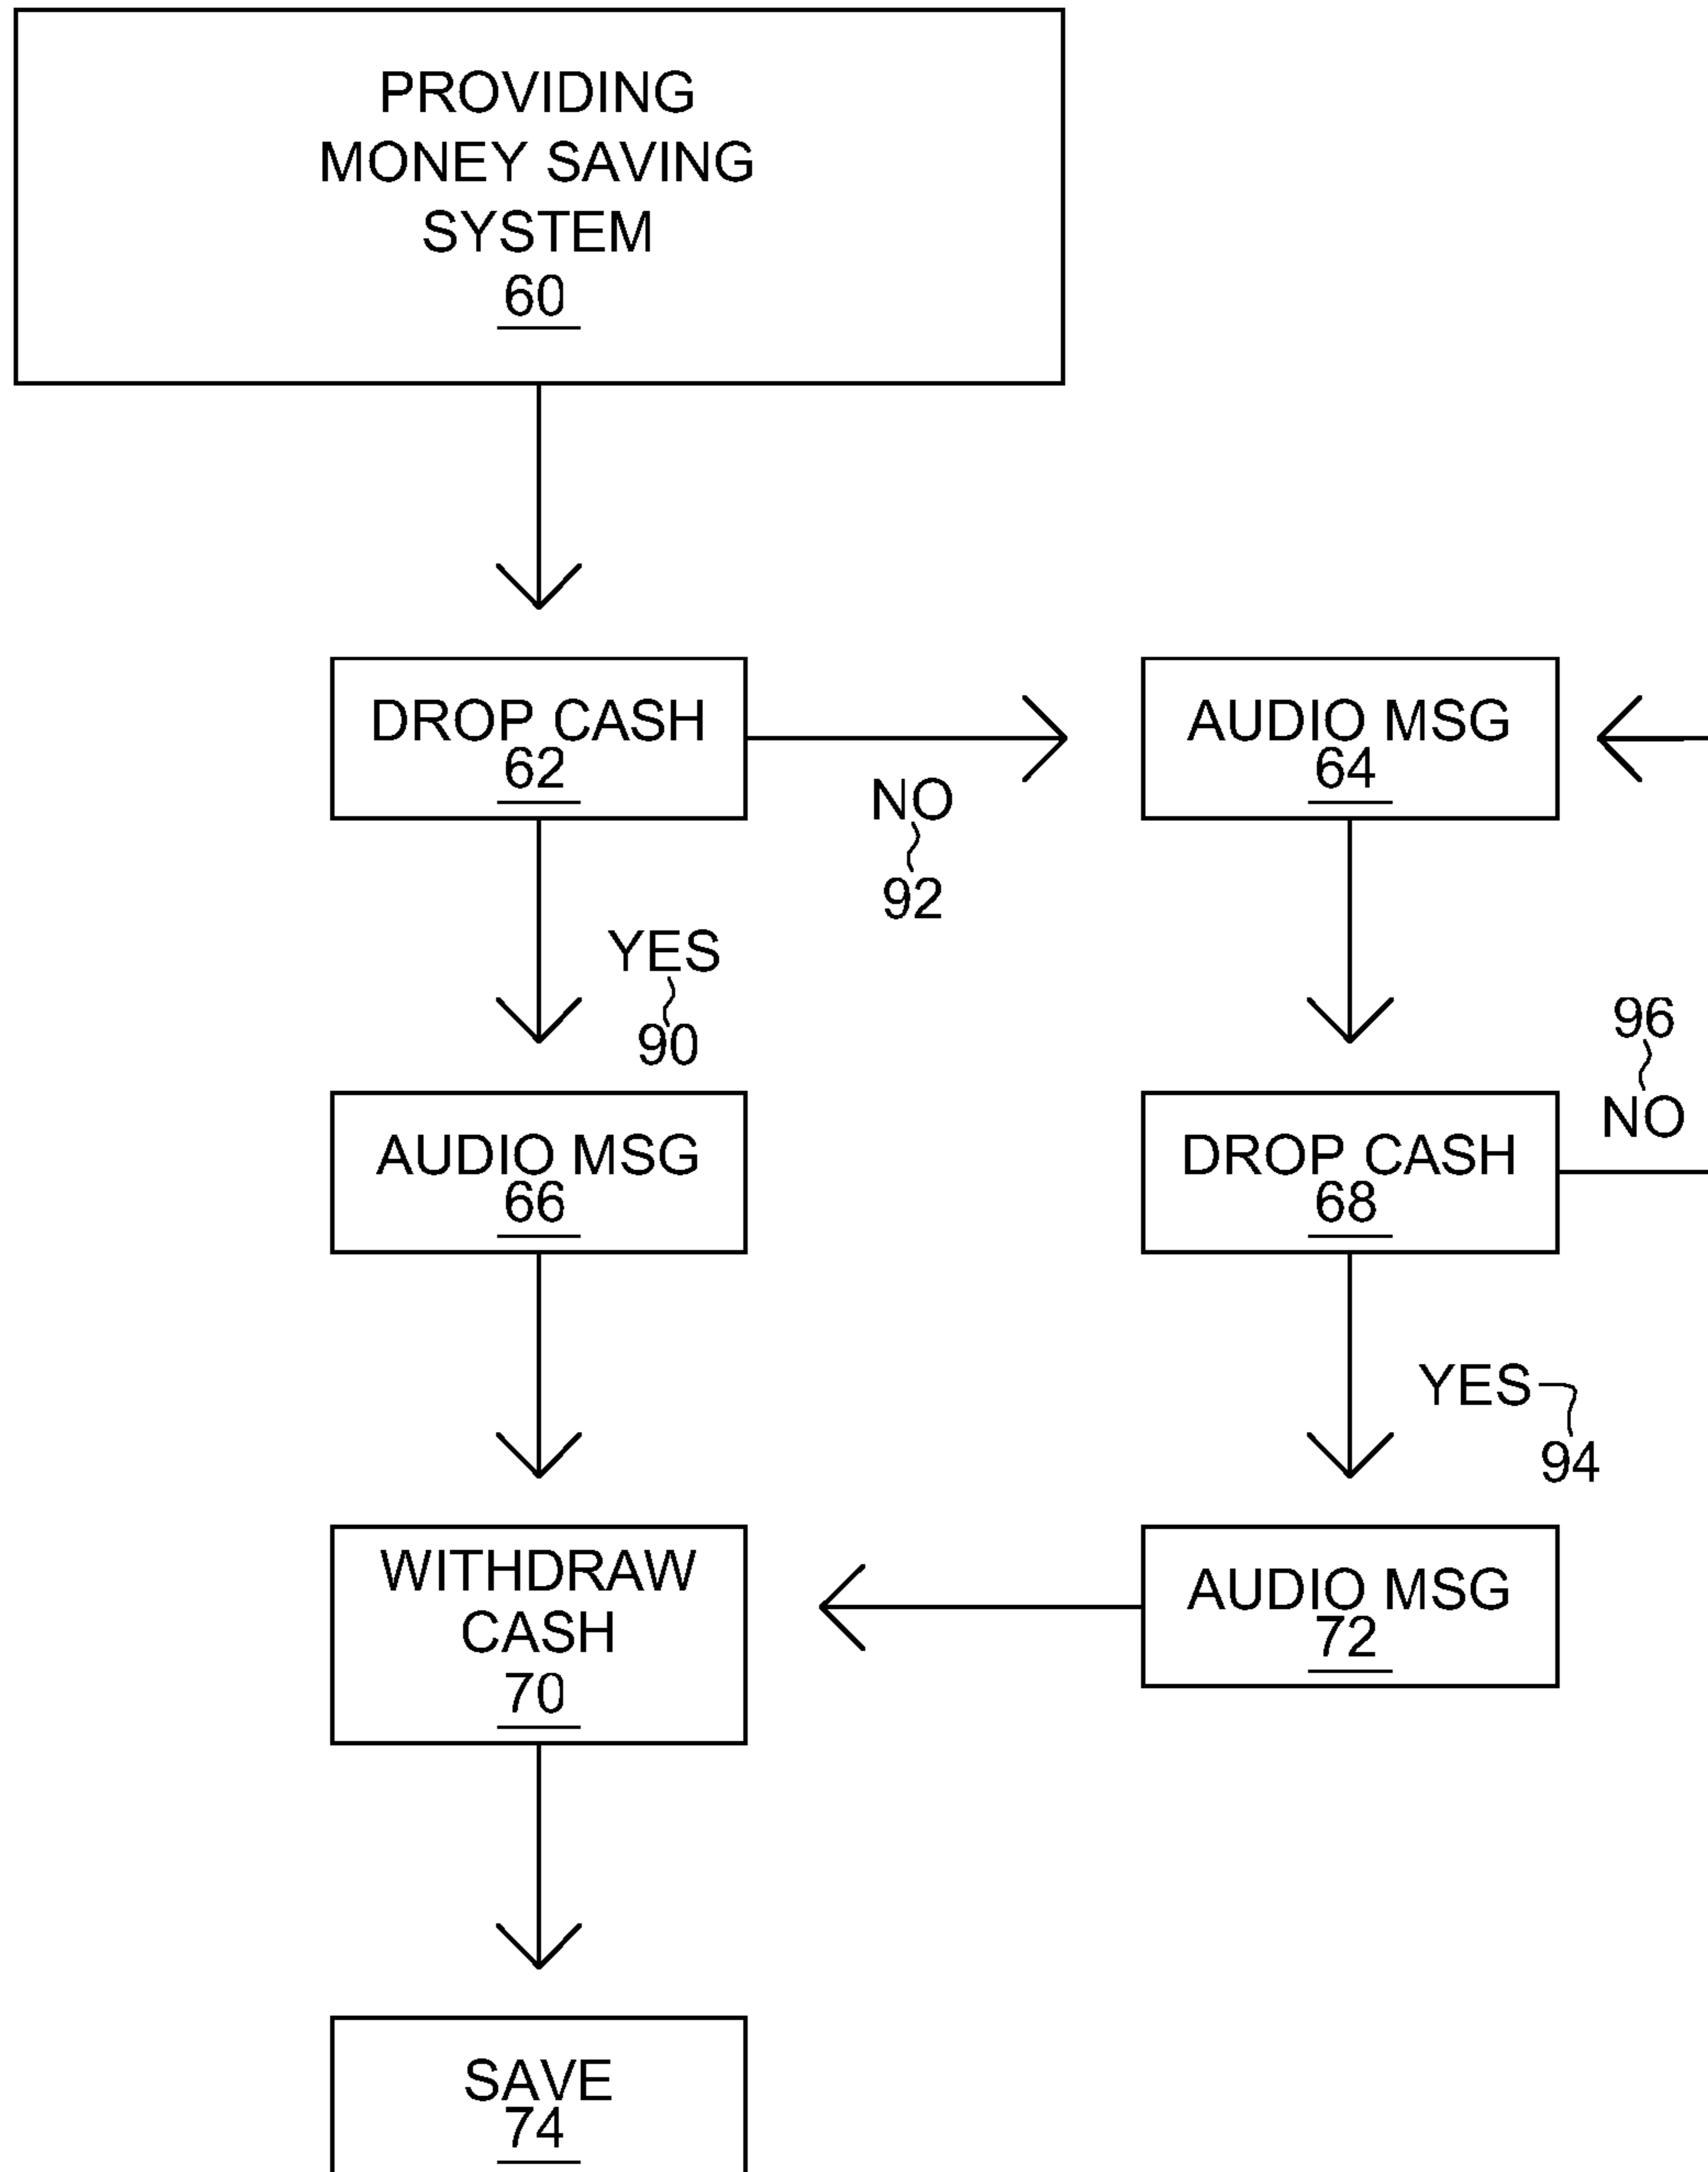 PROVIDING
MONEY SAVING
SYSTEM
60
DROP CASH
62
NO
92
AUDIO MSG
64
YES
90
AUDIO MSG
66
DROP CASH
68
96
NO
YES
94
WITHDRAW
CASH
70
AUDIO MSG
72
SAVE
74